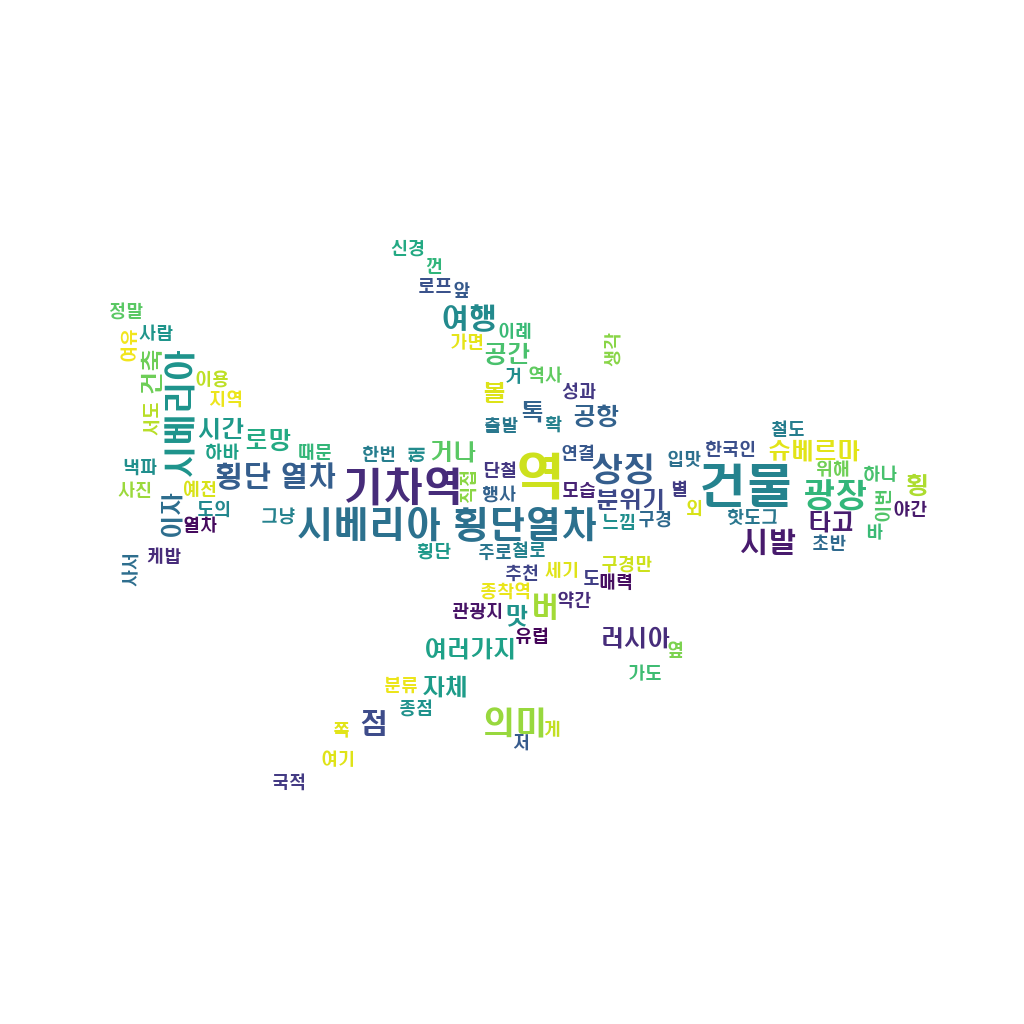 신경
껀
로프
앞
여행
정말
사람
여유
가면
이레
공간
생각
건축
시베리아
이용
지역
서도
거
역사
볼
성과
톡
확
공항
출발
시간
로망
하바
때문
한번
동
거나
연결
철도
한국인
슈베르마
입맛
낵파
횡단 열차
기차역
단철
역
상징
건물
위해
하나
횡
사진
예전
직접
행사
모습
분위기
별
외
광장
이번
야간
이자
도의
열차
그냥
시베리아 횡단열차
느낌
구경
핫도그
타고
바
케밥
횡단
주로
철로
시발
초반
사서
추천
세기
도
구경만
매력
종착역
버
약간
관광지
맛
유럽
여러가지
러시아
옆
가도
분류
자체
종점
쪽
점
의미
게
저
여기
국적